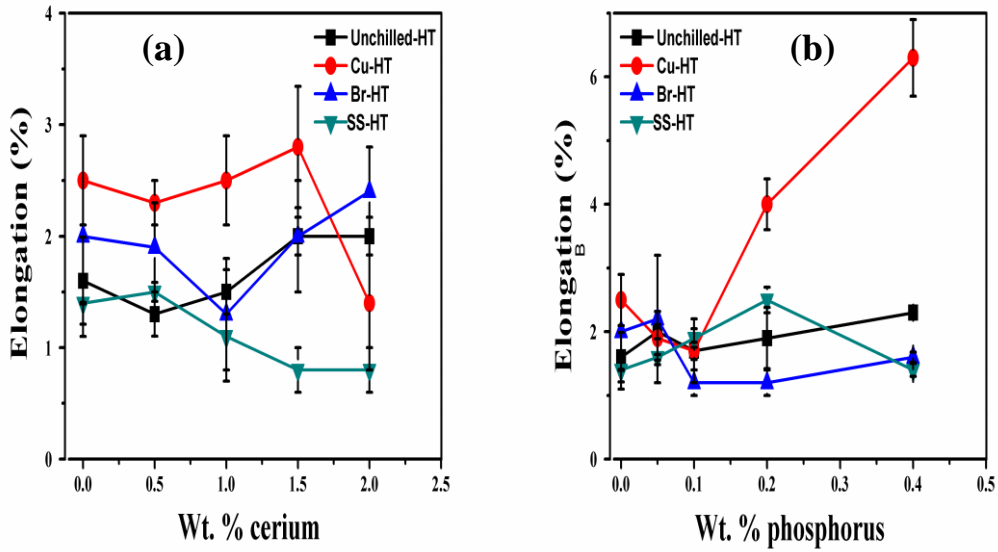 (a)
Unchilled-HT
Cu-HT
Br-HT
SS-HT
Elongation (%)
4
3
2
1
0
0.0 0.5 1.0 1.5 2.0 2.5
Wt. % cerium
(b)
Unchilled-HT
Cu-HT
Br-HT
SS-HT
Elongation (%)
B
6
4
2
0
0.0 0.1 0.2 0.3 0.4 0.5
Wt. % phosphorus